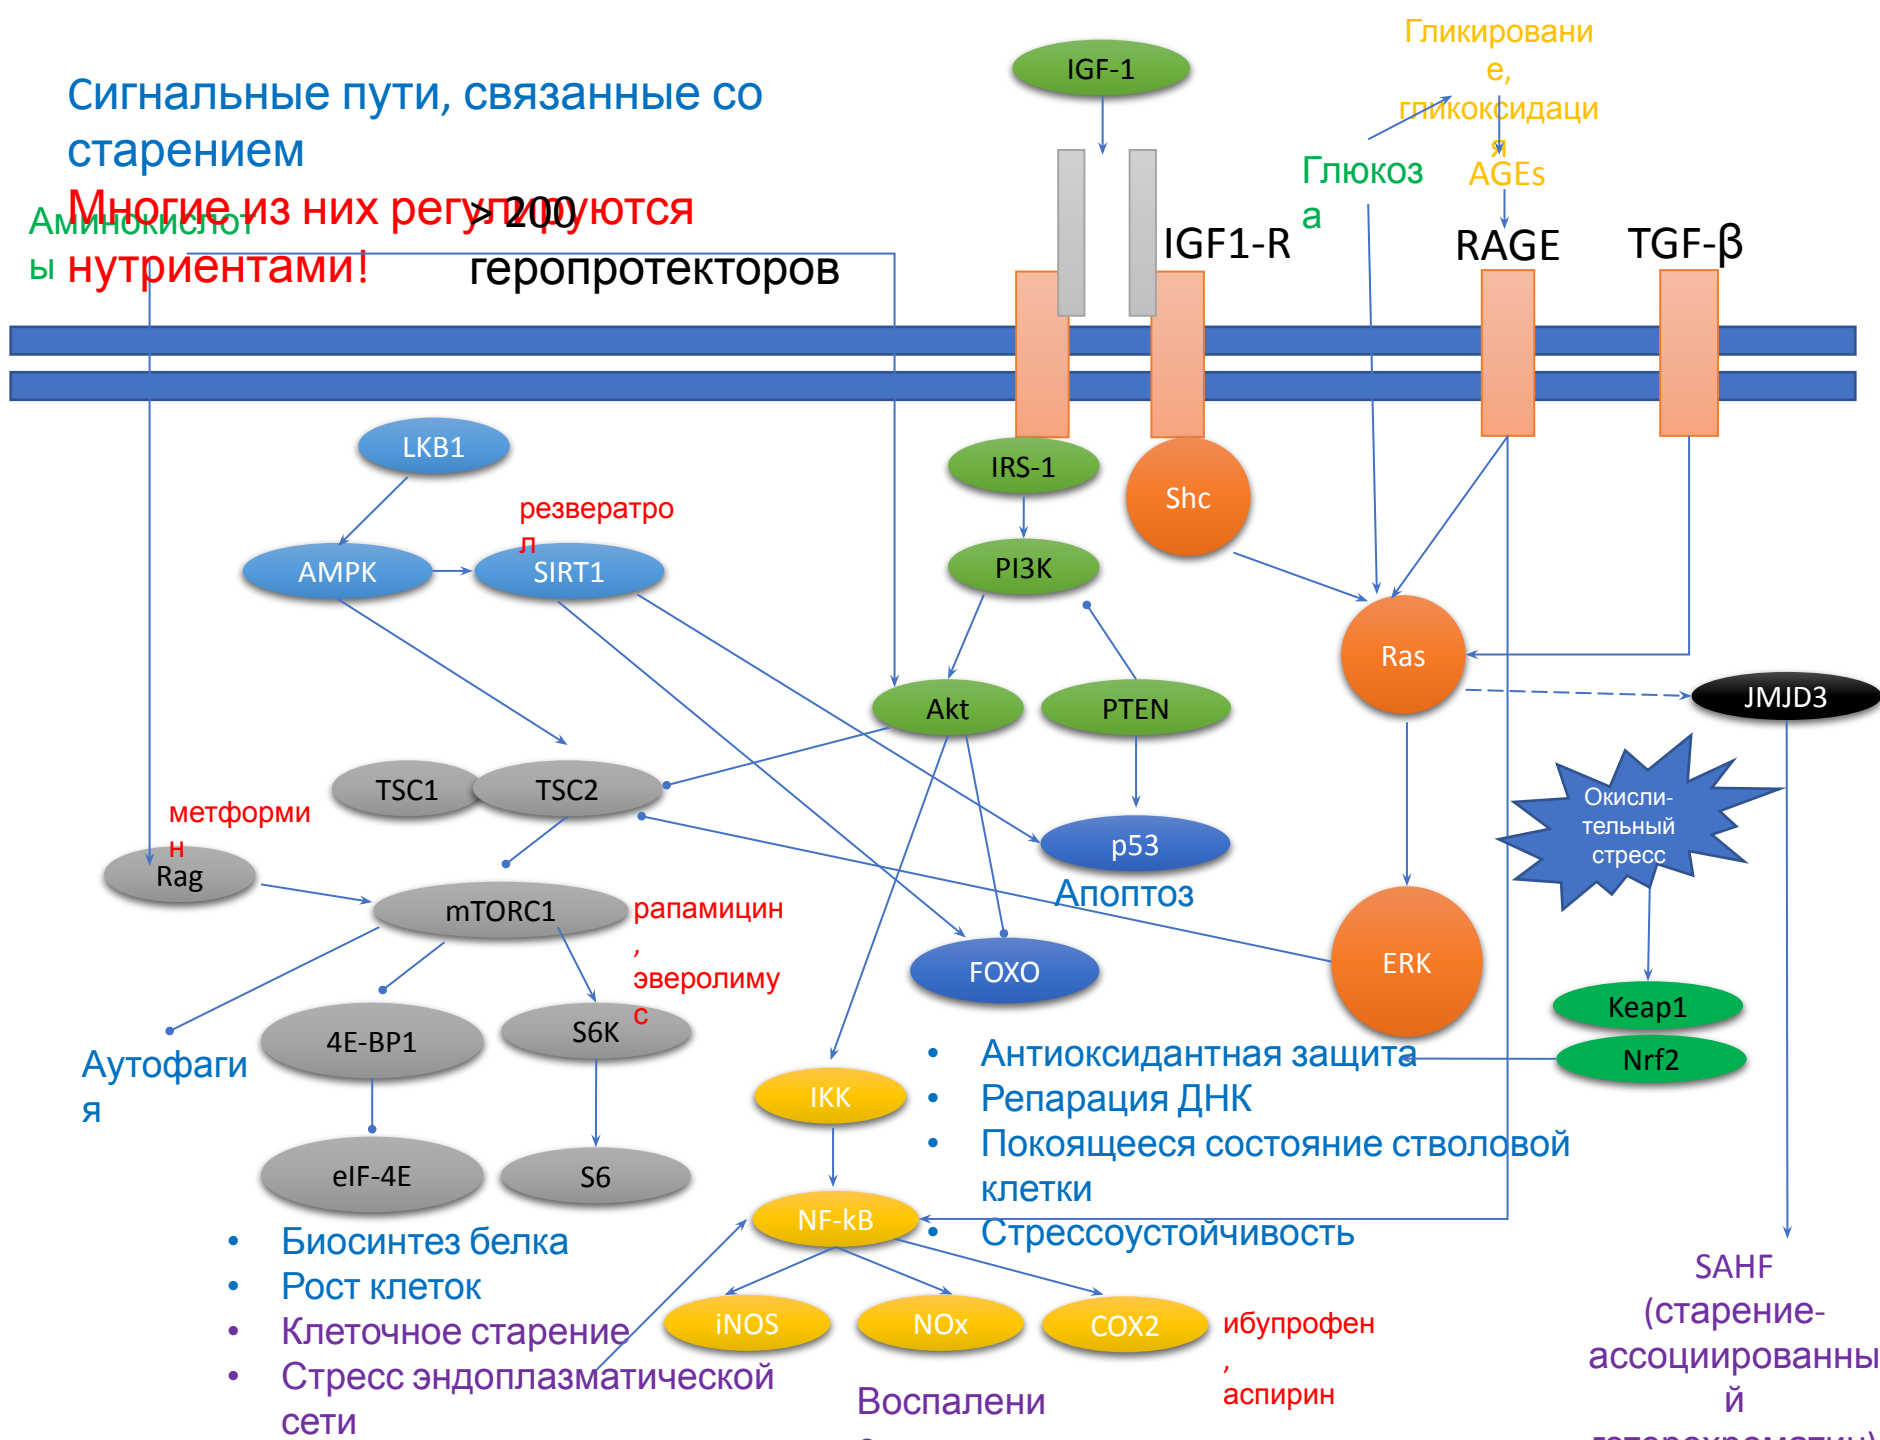 Сигнальные пути, связанные со
старением
Многие из них регулируются
нутриентами!
> 200
геропротекторов
Аминокислот
ы
IGF-1
Гликировани
е,
гликоксидаци
я
AGEs
Глюкоз
а
IGF1-R
RAGE
TGF-β
LKB1
IRS-1
Shc
резвератро
л
AMPK
SIRT1
PI3K
Ras
Akt
PTEN
JMJD3
TSC1
TSC2
Окисли-
тельный
стресс
метформи
н
Rag
p53
Апоптоз
mTORC1
рапамицин
,
эверолиму
с
FOXO
ERK
Keap1
Nrf2
4E-BP1
S6K
Аутофаги
я
IKK
• Антиоксидантная защита
• Репарация ДНК
• Покоящееся состояние стволовой
клетки
• Стрессоустойчивость
eIF-4E
S6
NF-kB
• Биосинтез белка
• Рост клеток
• Клеточное старение
• Стресс эндоплазматической
сети
iNOS
NOx
COX2
ибупрофен
,
аспирин
Воспалени
SAHF
(старение-
ассоциированны
й
гетерохроматин)